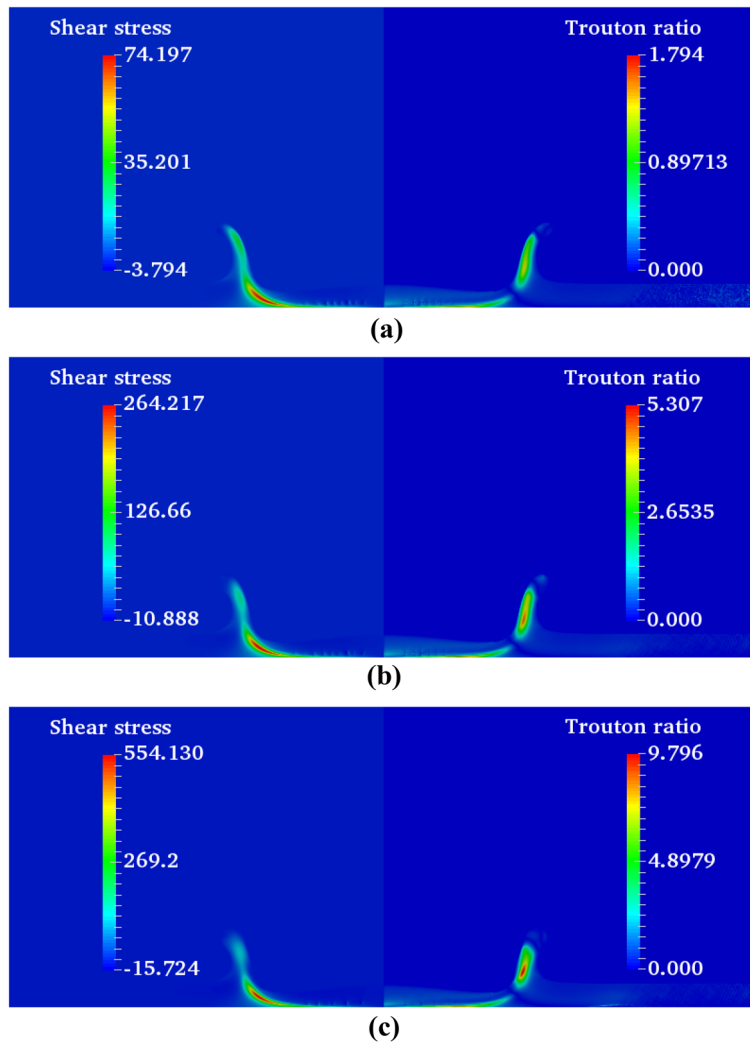 Shear stress
74.197
35.201
-3.794
Trouton ratio
1.794
0.89713
0.000
(a)
Shear stress
264.217
126.66
-10.888
Trouton ratio
5.307
2.6535
0.000
(b)
Shear stress
554.130
269.2
-15.724
Trouton ratio
9.796
4.8979
0.000
(c)